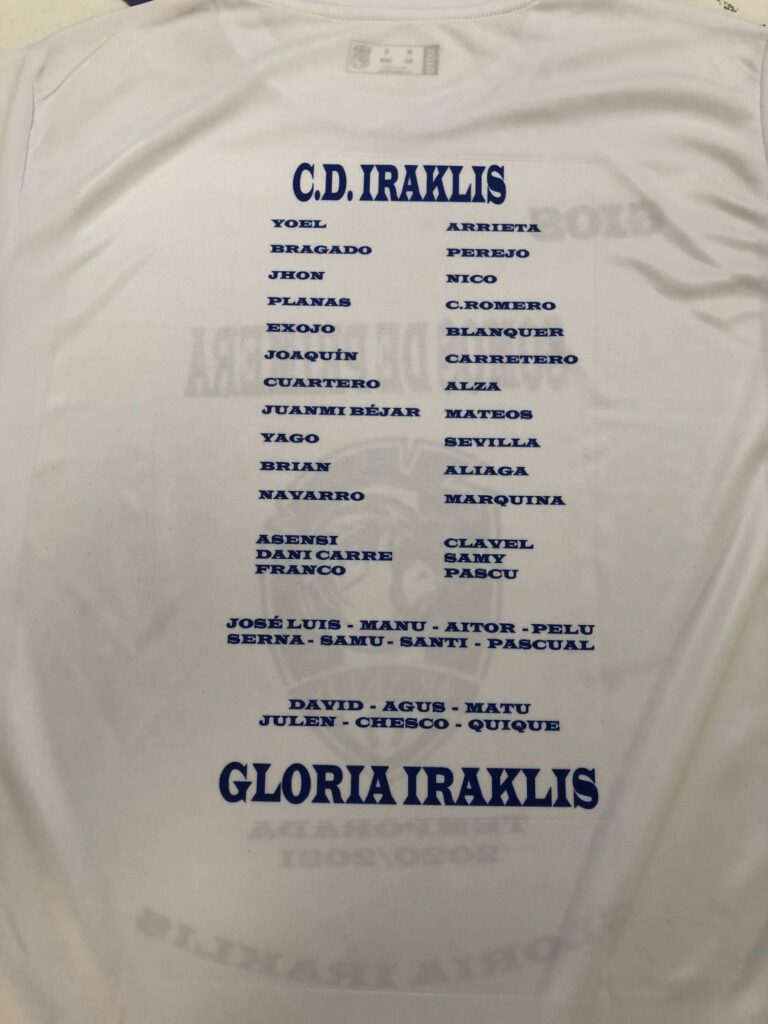 C.D. IRAKLIS
YOEL ARRIETA
BRAGADO PEREJO
JHON NICO
PLANAS C.ROMERO
EXOJO BLANQUER
JOAQUÍN CARRETERO
CUARTERO ALZA
JUANMI BÉJAR MATEOS
YAGO SEVILLA
BRIAN ALIAGA
NAVARRO MARQUINA
ASENSI CLAVEL
DANI CARRE SAMY
FRANCO PASCU
JOSÉ LUIS - MANU - AITOR - PELU
SERNA - SAMU - SANTI - PASCUAL
DAVID - AGUS - MATU
JULEN - CHESCO - QUIQUE
GLORIA IRAKLIS
TEMPORADA
2020/2021
GLORIA IRAKLIS